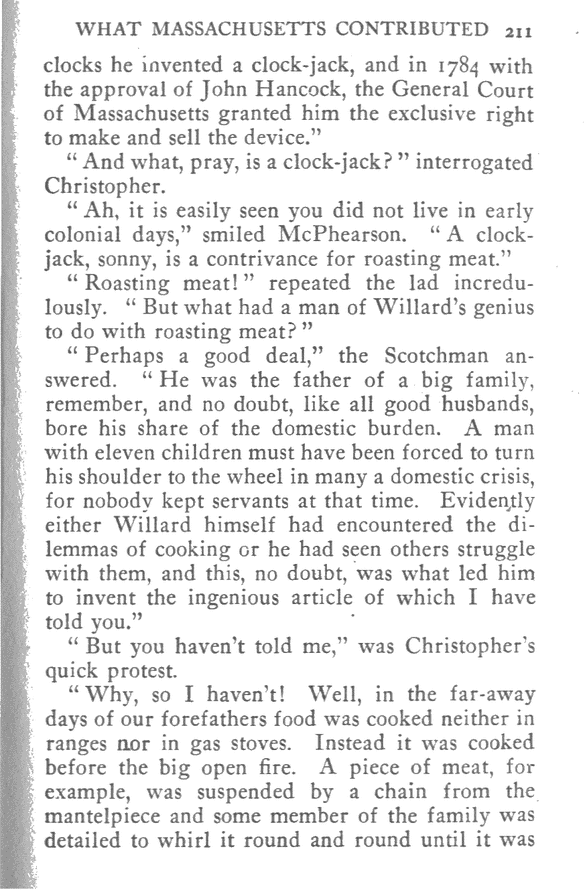 WHAT MASSACHUSETTS CONTRIBUTED 211
clocks he invented a clock-jack, and in 1784 with
the approval of John Hancock, the General Court
of Massachusetts granted him the exclusive right
to make and sell the device.”
“ And what, pray, is a clock-jack? ” interrogated
Christopher.
“ Ah, it is easily seen you did not live in early
colonial days,” smiled McPhearson. “ A clock-
jack, sonny, is a contrivance for roasting meat.”
“ Roasting meat! ” repeated the lad incredu-
lously. “ But what had a man of Willard's genius
to do with roasting meat? ”
“ Perhaps a good deal,” the Scotchman an-
swered. “ He was the father of a big family,
remember, and no doubt, like all good husbands,
bore his share of the domestic burden. A man
with eleven children must have been forced to turn
his shoulder to the wheel in many a domestic crisis,
for nobody kept servants at that time. Evidently
either Willard himself had encountered the di-
lemmas of cooking or he had seen others struggle
with them, and this, no doubt, was what led him
to invent the ingenious article of which I have
told you.”
“ But you haven't told me,” was Christopher's
quick protest.
“ Why, so I haven't! Well, in the far-away
days of our forefathers food was cooked neither in
ranges nor in gas stoves. Instead it was cooked
before the big open fire. A piece of meat, for
example, was suspended by a chain from the
mantelpiece and some member of the family was
detailed to whirl it round and round until it was